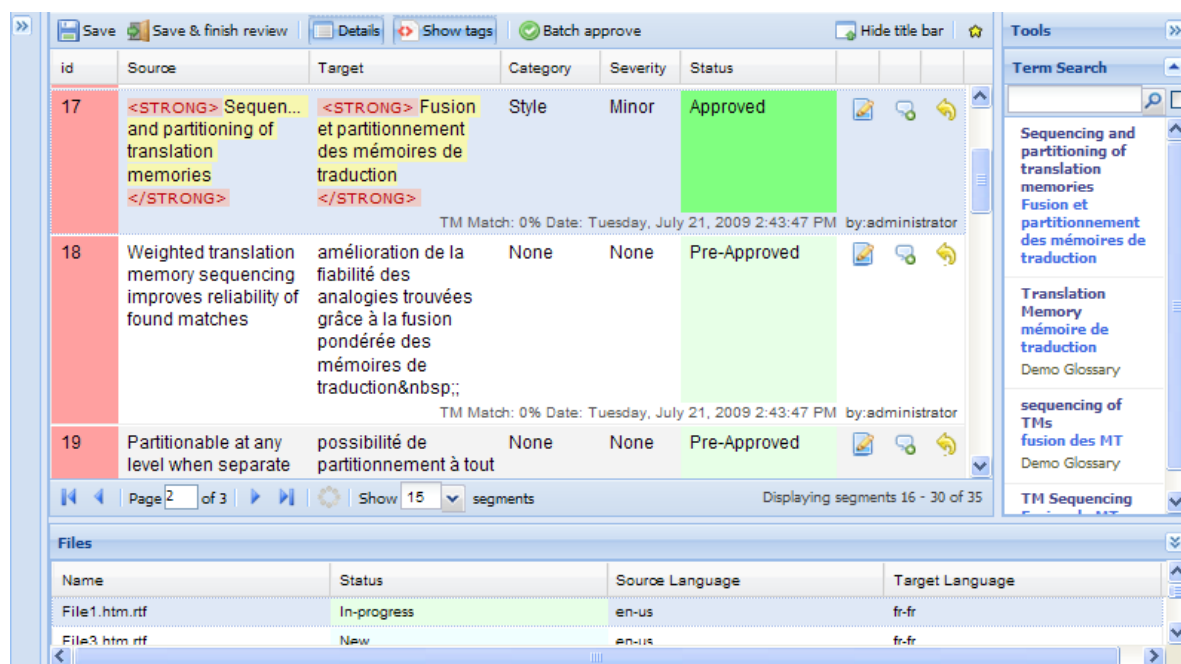 Save Save & finish review Details Show tags Batch approve Hide title bar
id Source Target Category Severity Status
17 <STRONG> Sequen... <STRONG> Fusion Style Minor Approved
and partitioning of et partitionnement
translation des mémoires de
memories traduction
</STRONG> </STRONG>
TM Match: 0% Date: Tuesday, July 21, 2009 2:43:47 PM by:administrator
18 Weighted translation amélioration de la None None Pre-Approved
memory sequencing fiabilité des
improves reliability of analogies trouvées
found matches grâce à la fusion
pondérée des
mémoires de
traduction&nbsp;;
TM Match: 0% Date: Tuesday, July 21, 2009 2:43:47 PM by:administrator
19 Partitionable at any possibilité de None None Pre-Approved
level when separate partitionnement à tout
Page 2 of 3 Show 15 segments Displaying segments 16 - 30 of 35
Tools
Term Search
Sequencing and
partitioning of
translation
memories
Fusion et
partitionnement
des mémoires de
traduction
Translation
Memory
mémoire de
traduction
Demo Glossary
sequencing of
TMs
fusion des MT
Demo Glossary
TM Sequencing
Files
Name Status Source Language Target Language
File1.htm.rtf In-progress en-us fr-fr
File3.htm.rtf New en-us fr-fr